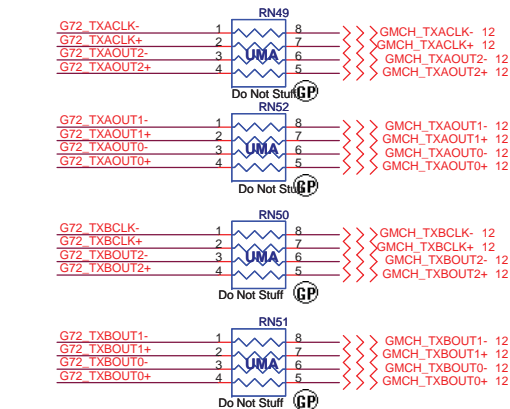 RN49
G72_TXACLK- 1 8 GMCH_TXACLK- 12
G72_TXACLK+ 2 7 GMCH_TXACLK+ 12
G72_TXAOUT2- 3 UMA 6 GMCH_TXAOUT2- 12
G72_TXAOUT2+ 4 5 GMCH_TXAOUT2+ 12
Do Not Stuff GP
RN52
G72_TXAOUT1- 1 8 GMCH_TXAOUT1- 12
G72_TXAOUT1+ 2 7 GMCH_TXAOUT1+ 12
G72_TXAOUT0- 3 UMA 6 GMCH_TXAOUT0- 12
G72_TXAOUT0+ 4 5 GMCH_TXAOUT0+ 12
Do Not Stuff GP
RN50
G72_TXBCLK- 1 8 GMCH_TXBCLK- 12
G72_TXBCLK+ 2 7 GMCH_TXBCLK+ 12
G72_TXBOUT2- 3 UMA 6 GMCH_TXBOUT2- 12
G72_TXBOUT2+ 4 5 GMCH_TXBOUT2+ 12
Do Not Stuff GP
RN51
G72_TXBOUT1- 1 8 GMCH_TXBOUT1- 12
G72_TXBOUT1+ 2 7 GMCH_TXBOUT1+ 12
G72_TXBOUT0- 3 UMA 6 GMCH_TXBOUT0- 12
G72_TXBOUT0+ 4 5 GMCH_TXBOUT0+ 12
Do Not Stuff GP